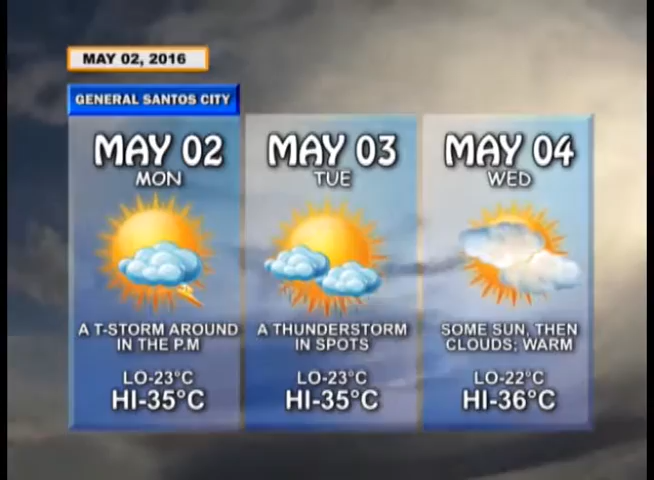 MAY 02, 2016
GENERAL SANTOS CITY
MAY 02
MON
A T-STORM AROUND
IN THE P.M
LO-23°C
HI-35°C
MAY 03
TUE
A THUNDERSTORM
IN SPOTS
LO-23°C
HI-35°C
MAY 04
WED
SOME SUN, THEN
CLOUDS; WARM
LO-22°C
HI-36°C